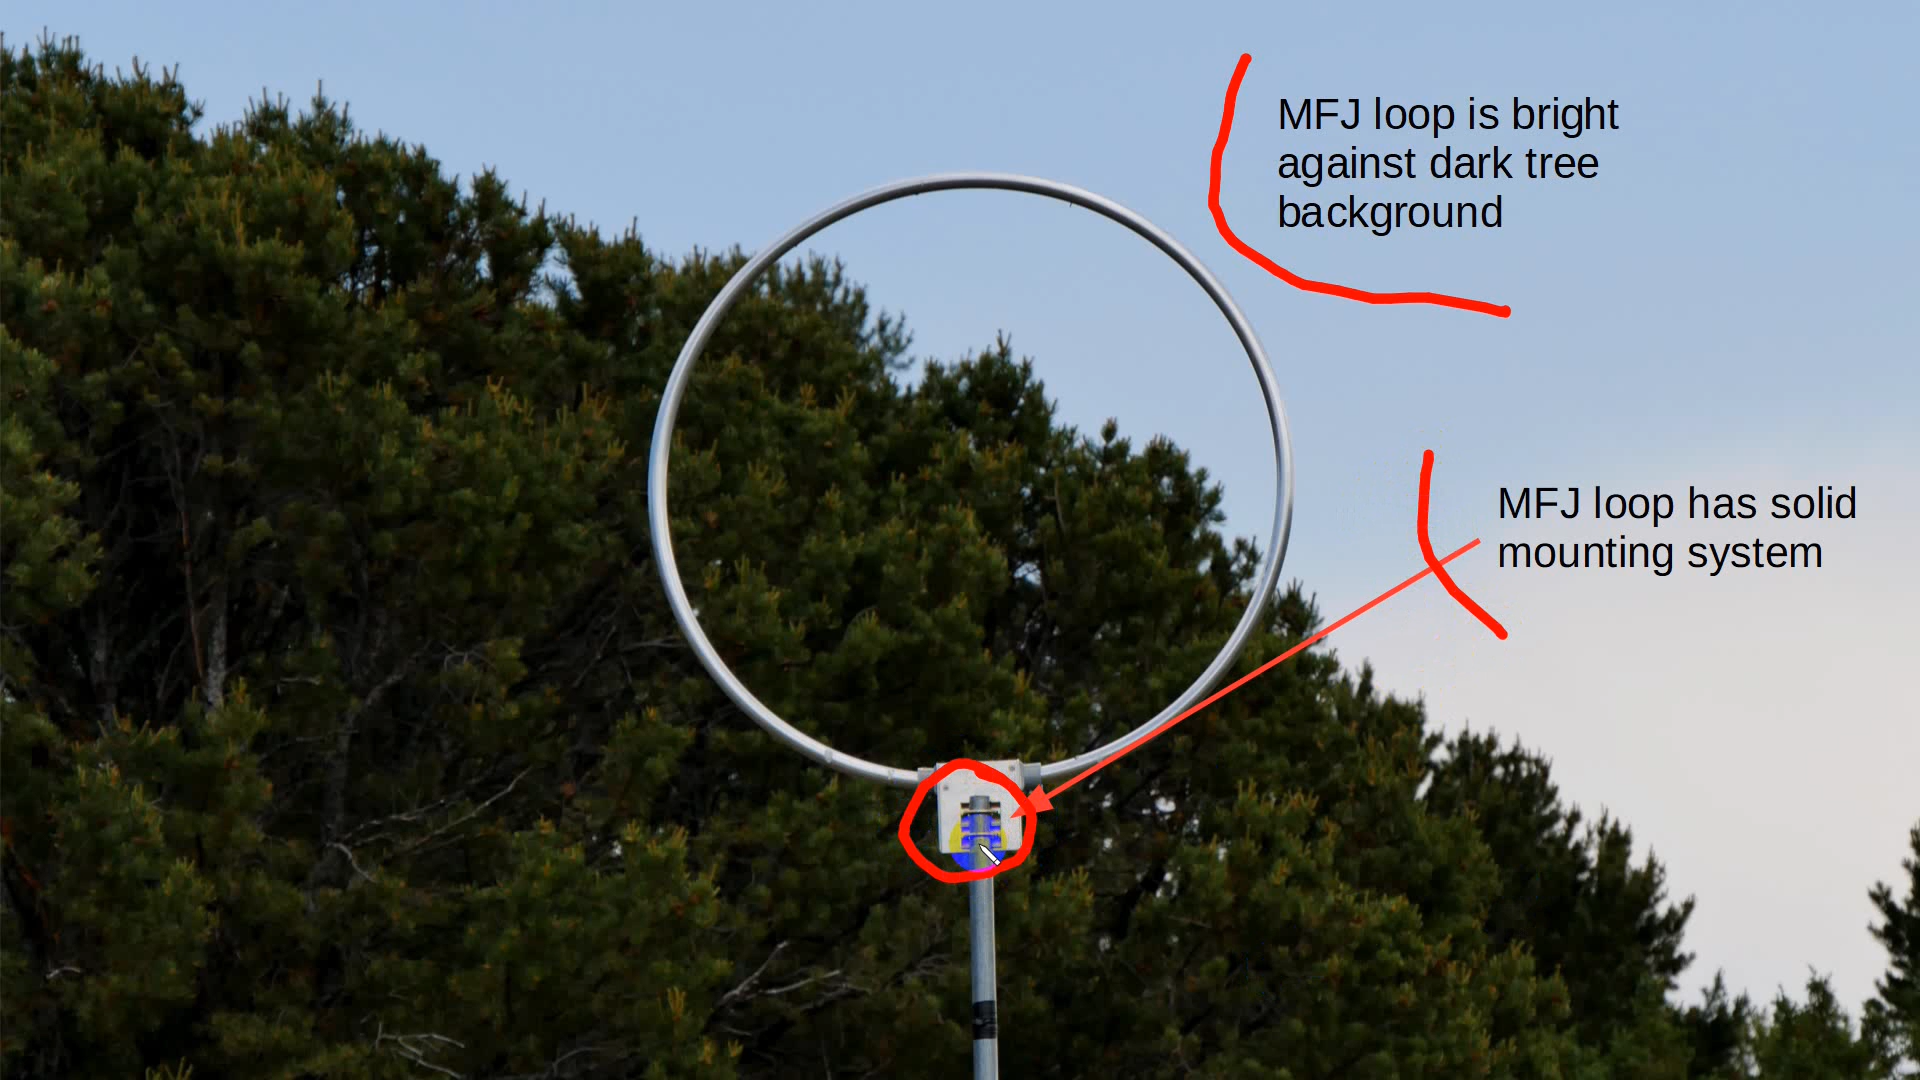 MFJ loop is bright
against dark tree
background
MFJ loop has solid
mounting system